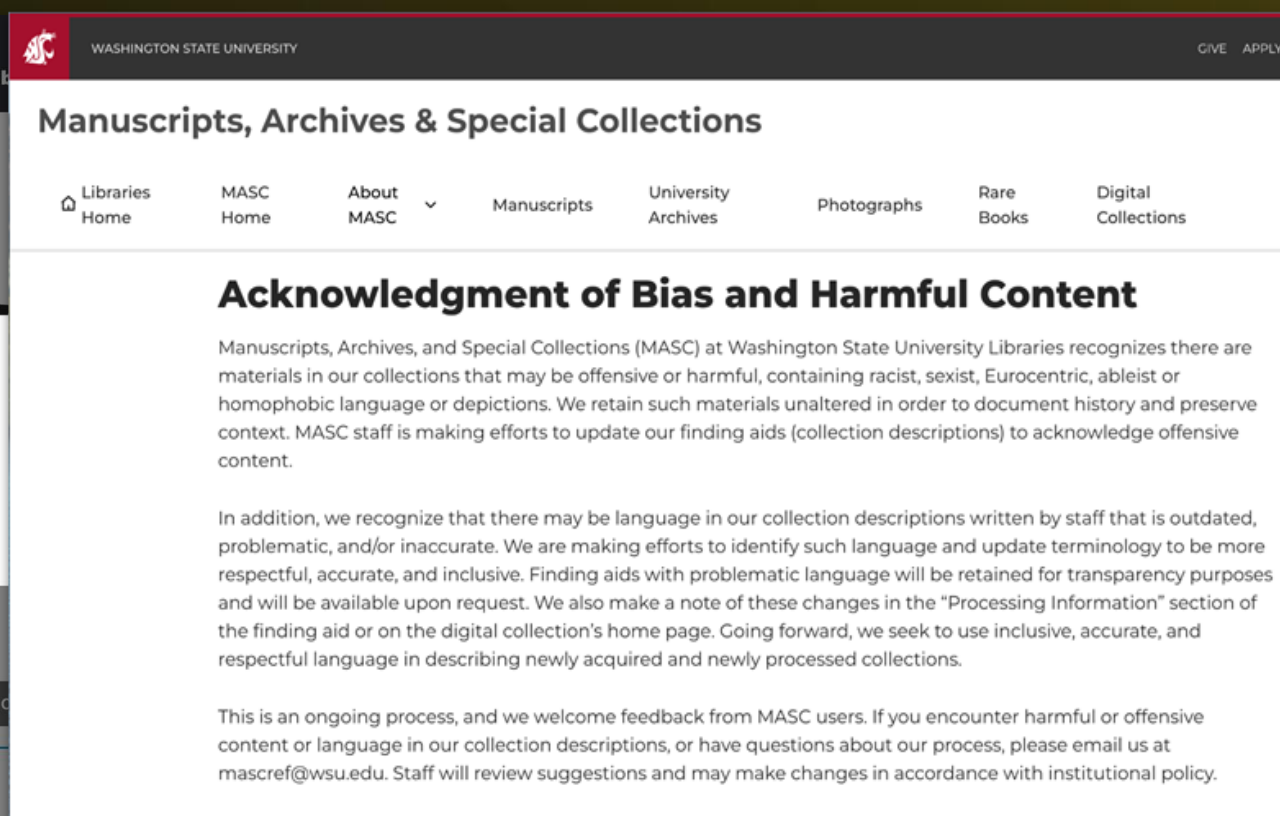 WASHINGTON STATE UNIVERSITY
GIVE APPLY
Manuscripts, Archives & Special Collections
Libraries Home
MASC Home
About MASC
Manuscripts
University Archives
Photographs
Rare Books
Digital Collections
Acknowledgment of Bias and Harmful Content
Manuscripts, Archives, and Special Collections (MASC) at Washington State University Libraries recognizes there are
materials in our collections that may be offensive or harmful, containing racist, sexist, Eurocentric, ableist or
homophobic language or depictions. We retain such materials unaltered in order to document history and preserve
context. MASC staff is making efforts to update our finding aids (collection descriptions) to acknowledge offensive
content.
In addition, we recognize that there may be language in our collection descriptions written by staff that is outdated,
problematic, and/or inaccurate. We are making efforts to identify such language and update terminology to be more
respectful, accurate, and inclusive. Finding aids with problematic language will be retained for transparency purposes
and will be available upon request. We also make a note of these changes in the “Processing Information” section of
the finding aid or on the digital collection’s home page. Going forward, we seek to use inclusive, accurate, and
respectful language in describing newly acquired and newly processed collections.
This is an ongoing process, and we welcome feedback from MASC users. If you encounter harmful or offensive
content or language in our collection descriptions, or have questions about our process, please email us at
mascref@wsu.edu. Staff will review suggestions and may make changes in accordance with institutional policy.